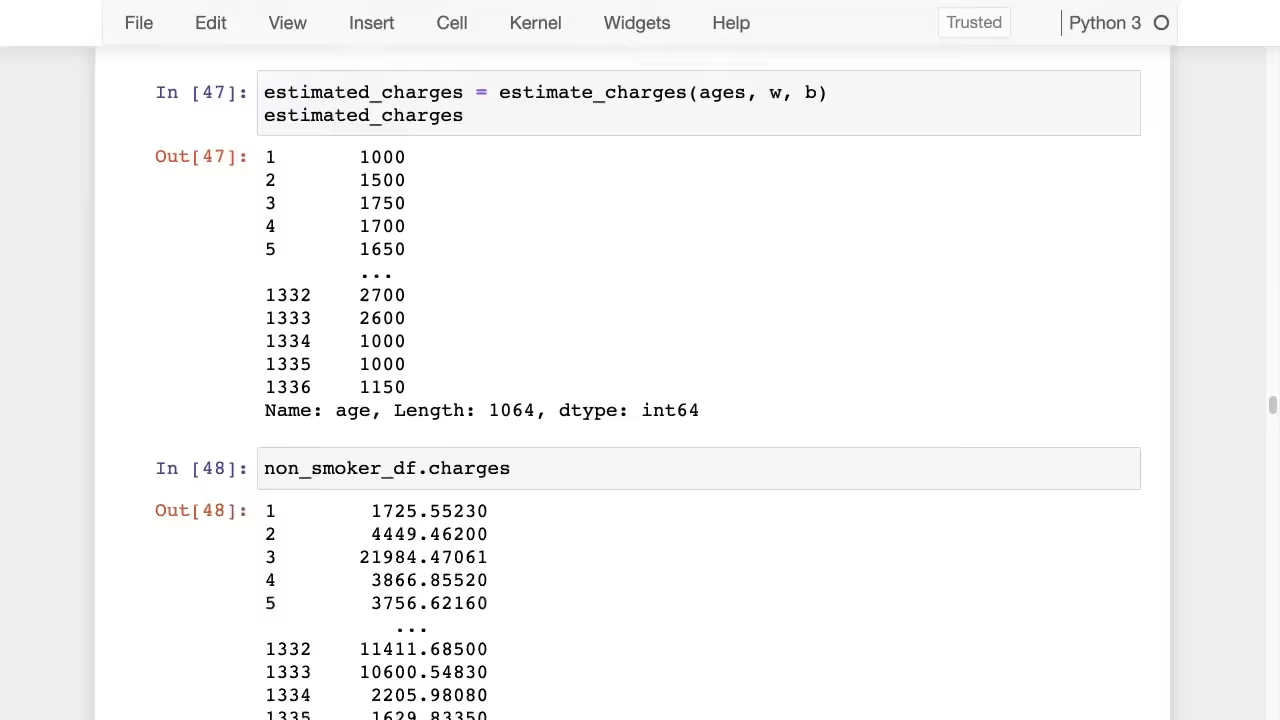 File Edit View Insert Cell Kernel Widgets Help Trusted Python 3
In [47]: estimated_charges = estimate_charges(ages, w, b)
estimated_charges
Out[47]: 1 1000
2 1500
3 1750
4 1700
5 1650
...
1332 2700
1333 2600
1334 1000
1335 1000
1336 1150
Name: age, Length: 1064, dtype: int64
In [48]: non_smoker_df.charges
Out[48]: 1 1725.55230
2 4449.46200
3 21984.47061
4 3866.85520
5 3756.62160
...
1332 11411.68500
1333 10600.54830
1334 2205.98080
1335 1629.83350